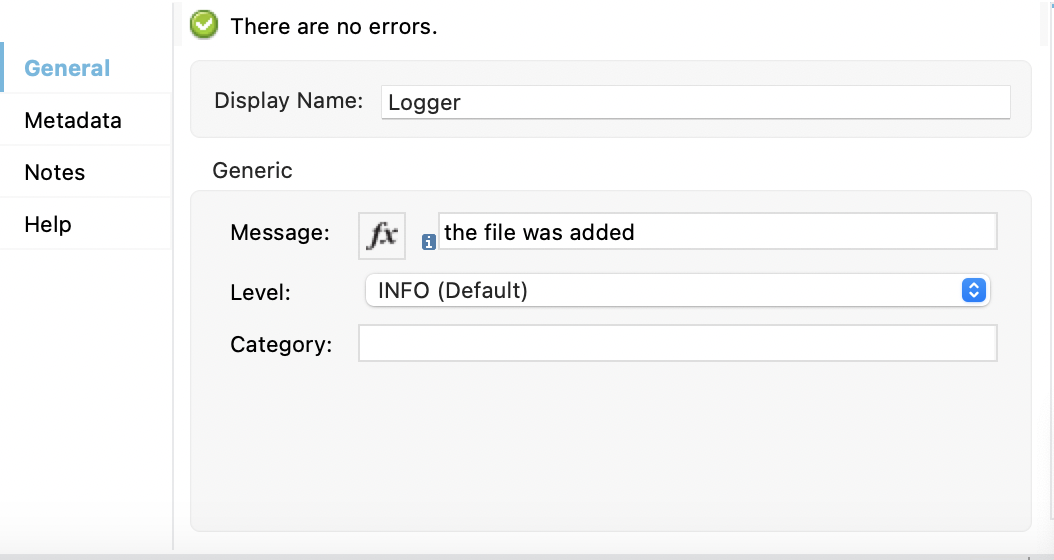 There are no errors.
General
Metadata
Notes
Help
Display Name: Logger
Generic
Message: fx i the file was added
Level: INFO (Default)
Category: